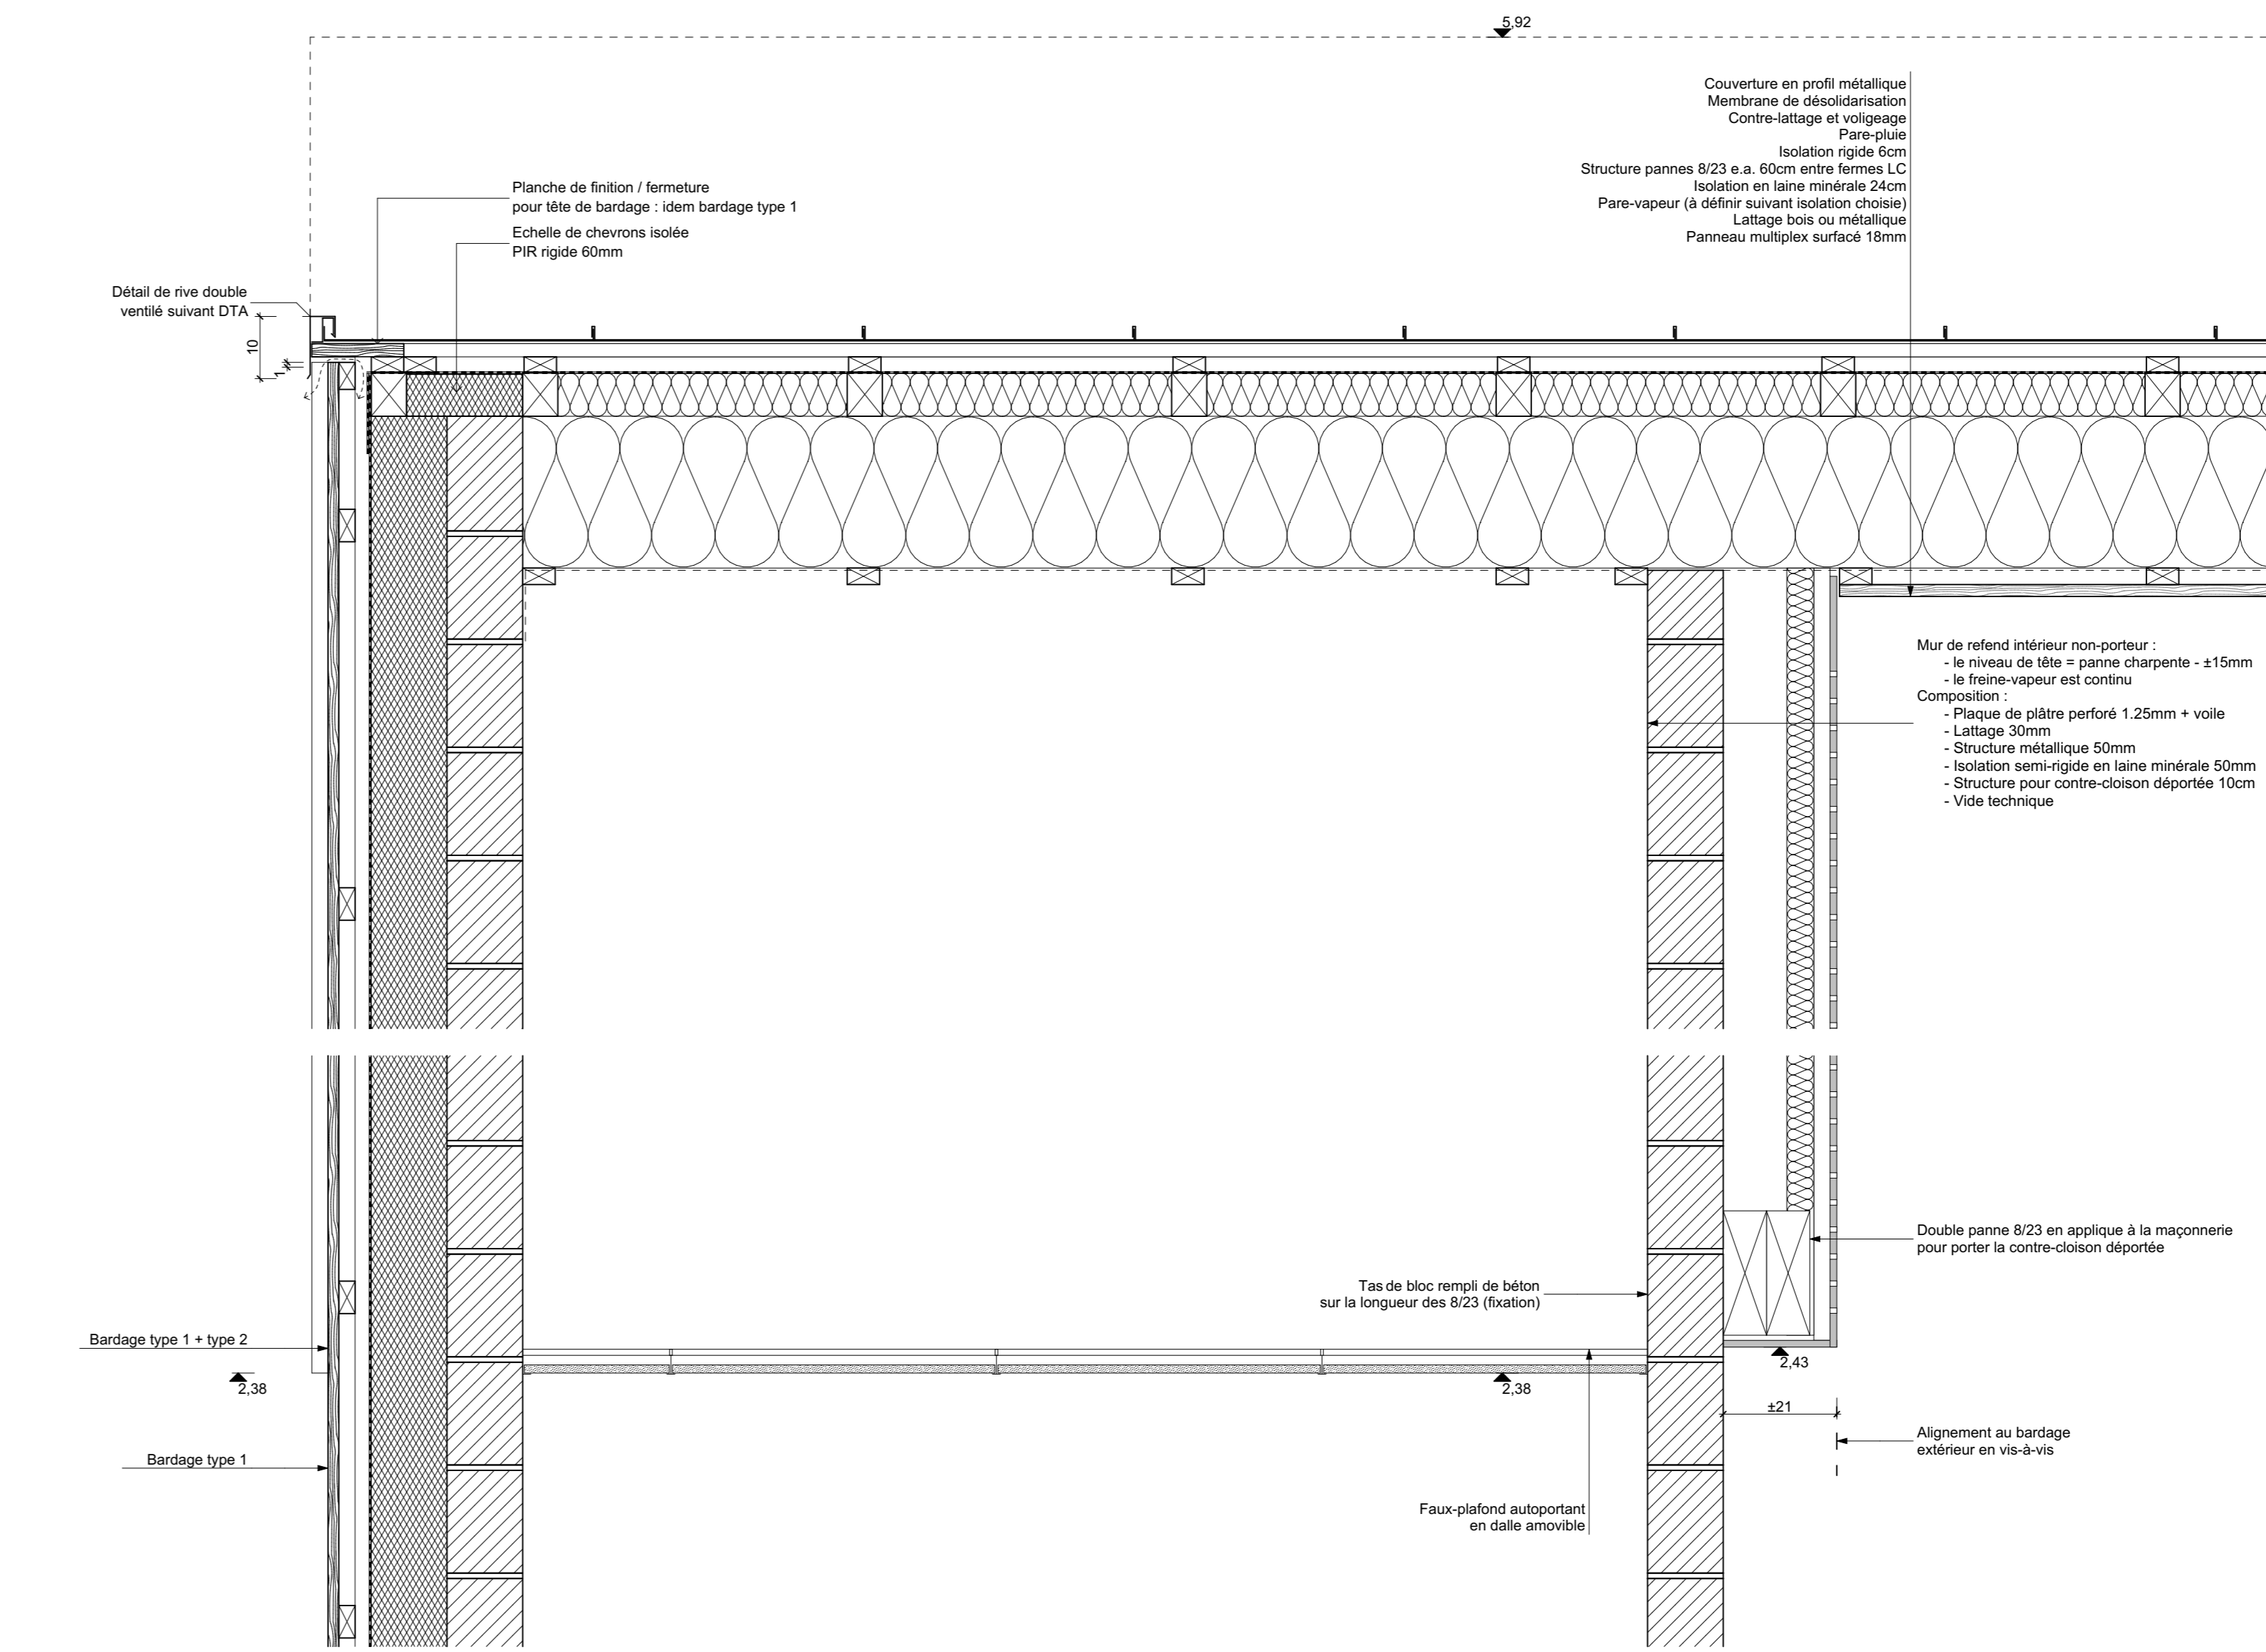 5,92
Couverture en profil métallique
Membrane de désolidarisation
Contre-lattage et voligeage
Pare-pluie
Isolation rigide 6cm
Structure pannes 8/23 e.a. 60cm entre fermes LC
Isolation en laine minérale 24cm
Pare-vapeur (à définir suivant isolation choisie)
Lattage bois ou métallique
Panneau multiplex surfacé 18mm
Planche de finition / fermeture
pour tête de bardage : idem bardage type 1
Echelle de chevrons isolée
PIR rigide 60mm
Détail de rive double
ventilé suivant DTA
10
1
Mur de refend intérieur non-porteur :
- le niveau de tête = panne charpente - ±15mm
- le freine-vapeur est continu
Composition :
- Plaque de plâtre perforé 1.25mm + voile
- Lattage 30mm
- Structure métallique 50mm
- Isolation semi-rigide en laine minérale 50mm
- Structure pour contre-cloison déportée 10cm
- Vide technique
Double panne 8/23 en applique à la maçonnerie
pour porter la contre-cloison déportée
Tas de bloc rempli de béton
sur la longueur des 8/23 (fixation)
Bardage type 1 + type 2
2,38
2,38
2,43
±21
Alignement au bardage
extérieur en vis-à-vis
Bardage type 1
Faux-plafond autoportant
en dalle amovible